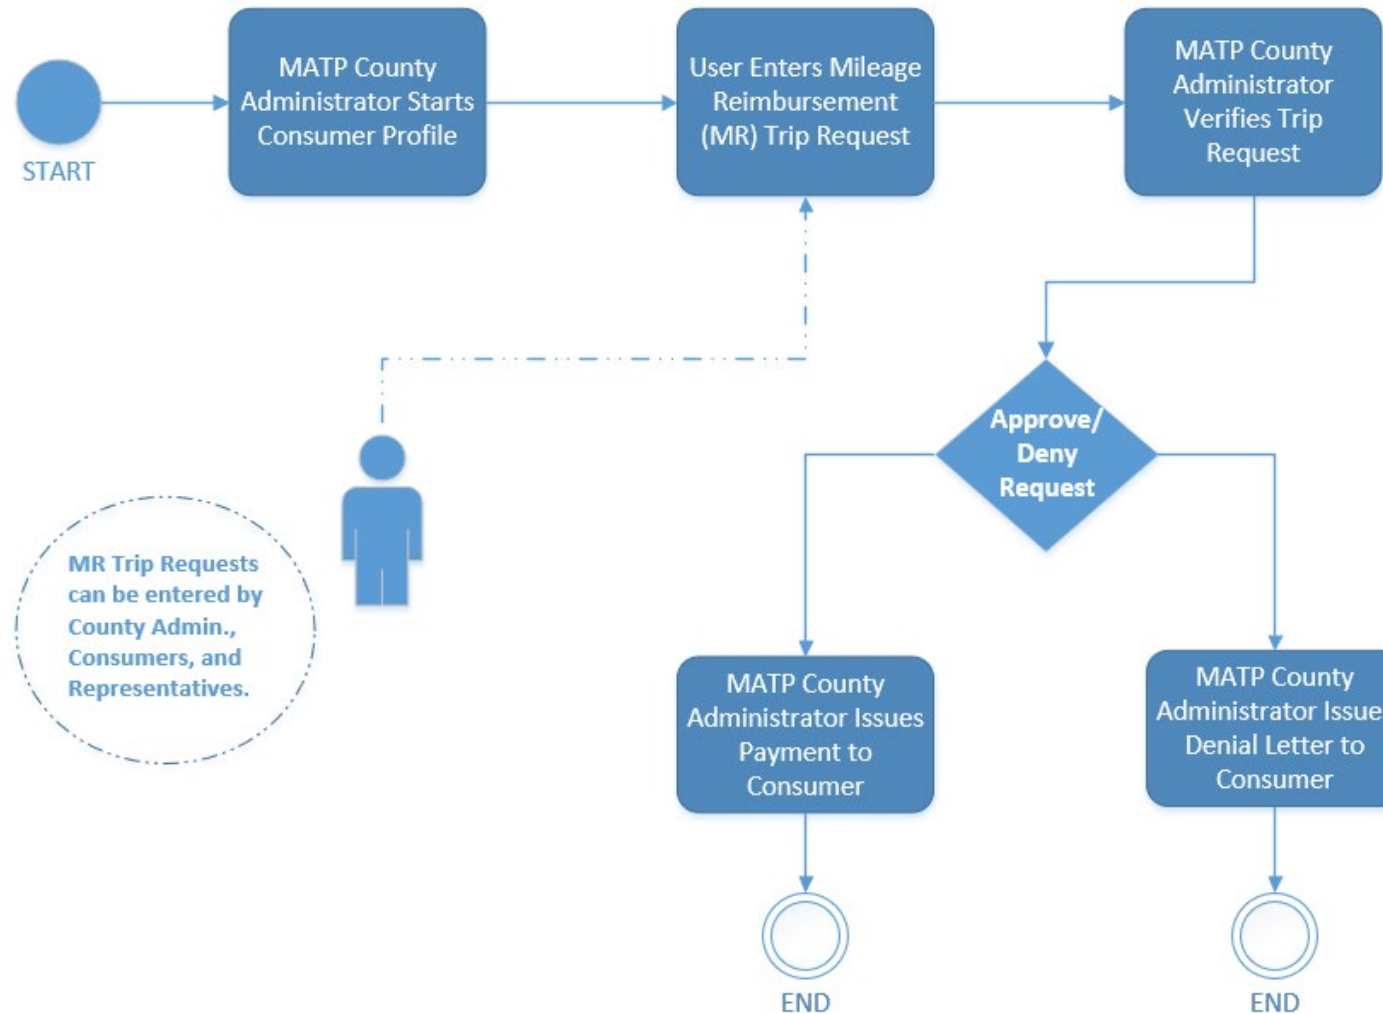 START
MATP County
Administrator Starts
Consumer Profile
User Enters Mileage
Reimbursement
(MR) Trip Request
MATP County
Administrator
Verifies Trip
Request
Approve/
Deny
Request
MR Trip Requests
can be entered by
County Admin.,
Consumers, and
Representatives.
MATP County
Administrator Issues
Payment to
Consumer
END
MATP County
Administrator Issue
Denial Letter to
Consumer
END